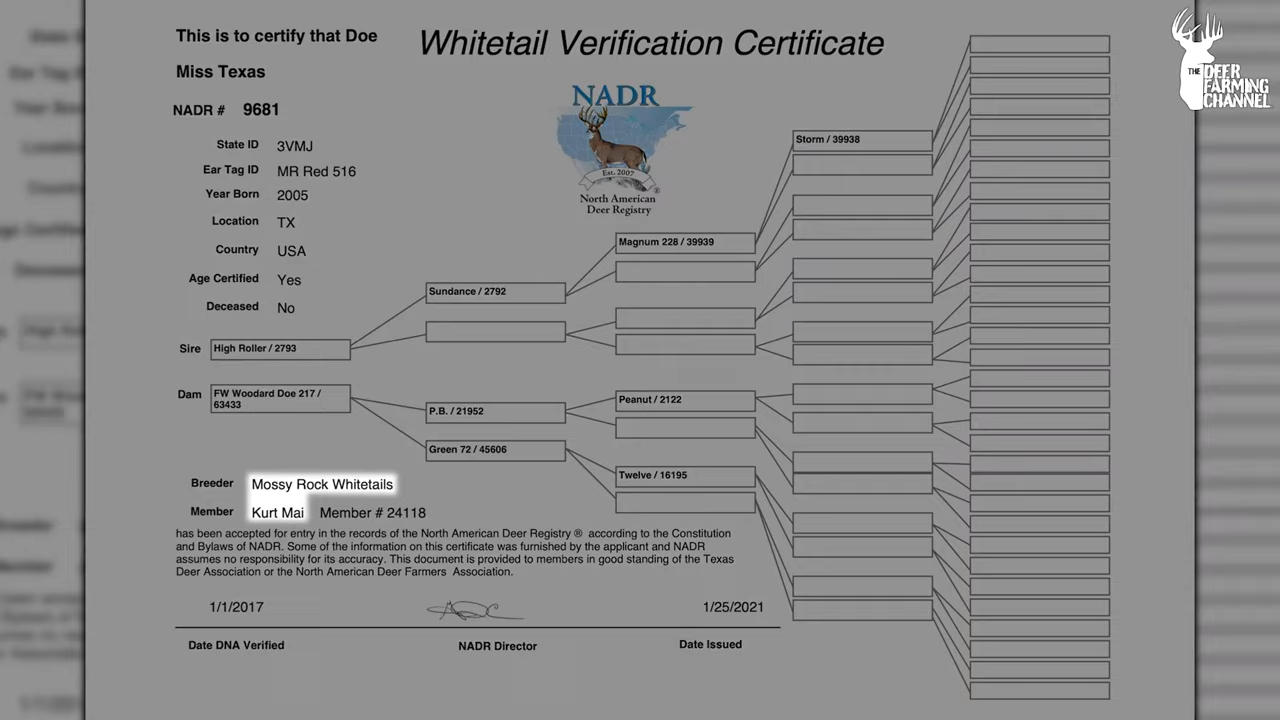 This is to certify that Doe
Whitetail Verification Certificate
THE DEER FARMING CHANNEL
Miss Texas
NADR # 9681
NADR
Est. 2007
®
North American
Deer Registry
State ID 3VMJ
Ear Tag ID MR Red 516
Year Born 2005
Location TX
Country USA
Age Certified Yes
Deceased No
Sire High Roller / 2793
Dam FW Woodard Doe 217 /
63433
Sundance / 2792
P.B. / 21952
Green 72 / 45606
Magnum 228 / 39939
Peanut / 2122
Twelve / 16195
Storm / 39938
Breeder Mossy Rock Whitetails
Member Kurt Mai Member # 24118
has been accepted for entry in the records of the North American Deer Registry ® according to the Constitution
and Bylaws of NADR. Some of the information on this certificate was furnished by the applicant and NADR
assumes no responsibility for its accuracy. This document is provided to members in good standing of the Texas
Deer Association or the North American Deer Farmers Association.
1/1/2017 1/25/2021
Date DNA Verified NADR Director Date Issued